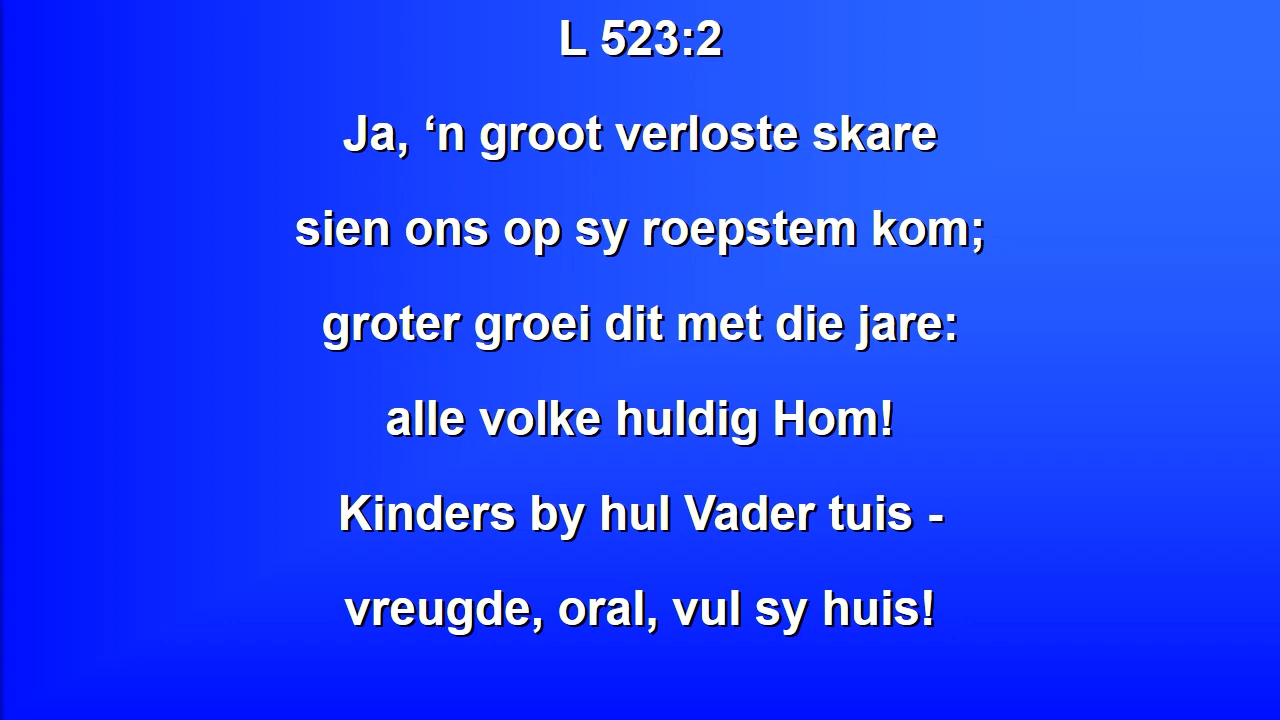 L 523:2
Ja, ‘n groot verloste skare
sien ons op sy roepstem kom;
groter groei dit met die jare:
alle volke huldig Hom!
Kinders by hul Vader tuis -
vreugde, oral, vul sy huis!